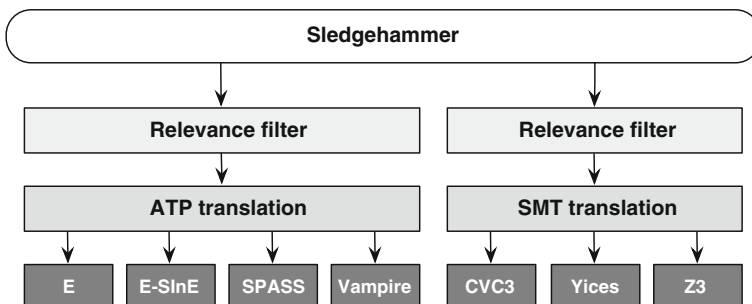 Sledgehammer
Relevance filter
Relevance filter
ATP translation
SMT translation
E
E-SInE
SPASS
Vampire
CVC3
Yices
Z3